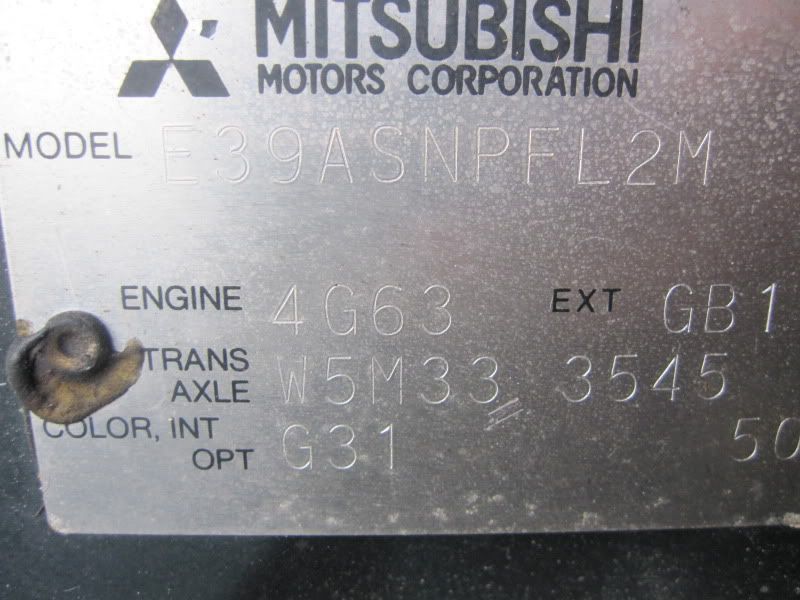 MITSUBISHI
MOTORS CORPORATION
MODEL E39ASNPFL2M
ENGINE 4G63 EXT GB1
TRANS
AXLE W5M33 3545
COLOR, INT
OPT G31 50